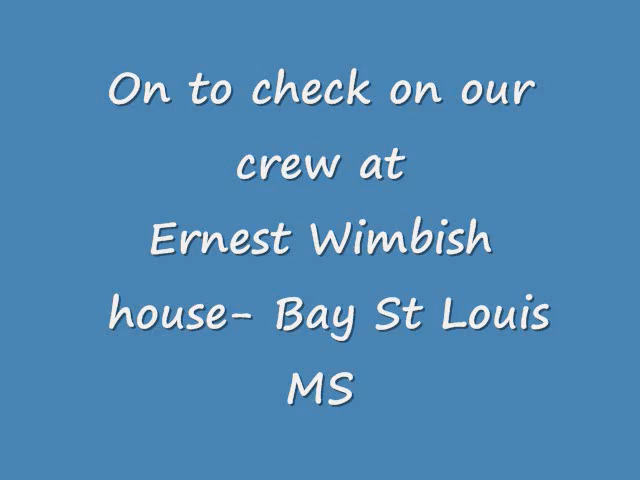 On to check on our
crew at
Ernest Wimbish
house- Bay St Louis
MS